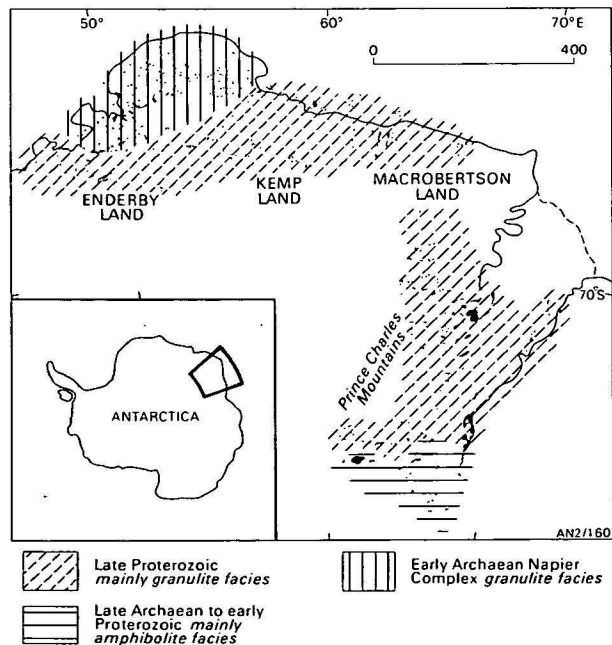 50°
60°
70°E
0 400
ENDERBY
LAND
KEMP
LAND
MACROBERTSON
LAND
70°S
Prince Charles
Mountains
ANTARCTICA
AN2/160
Late Proterozoic
mainly granulite facies
Early Archaean Napier
Complex granulite facies
Late Archaean to early
Proterozoic mainly
amphibolite facies